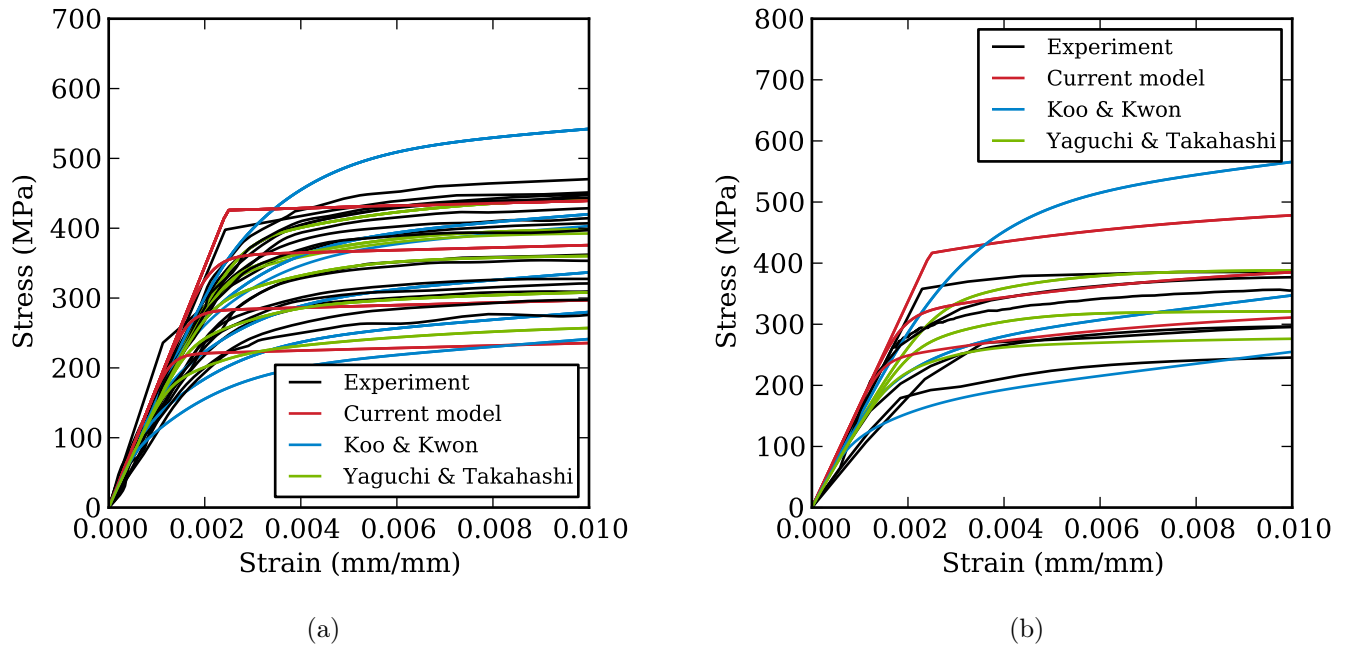 700
600
500
400
300
200
100
0
Stress (MPa)
Experiment
Current model
Koo & Kwon
Yaguchi & Takahashi
0.000 0.002 0.004 0.006 0.008 0.010
Strain (mm/mm)
(a)
800
700
600
500
400
300
200
100
0
Stress (MPa)
Experiment
Current model
Koo & Kwon
Yaguchi & Takahashi
0.000 0.002 0.004 0.006 0.008 0.010
Strain (mm/mm)
(b)